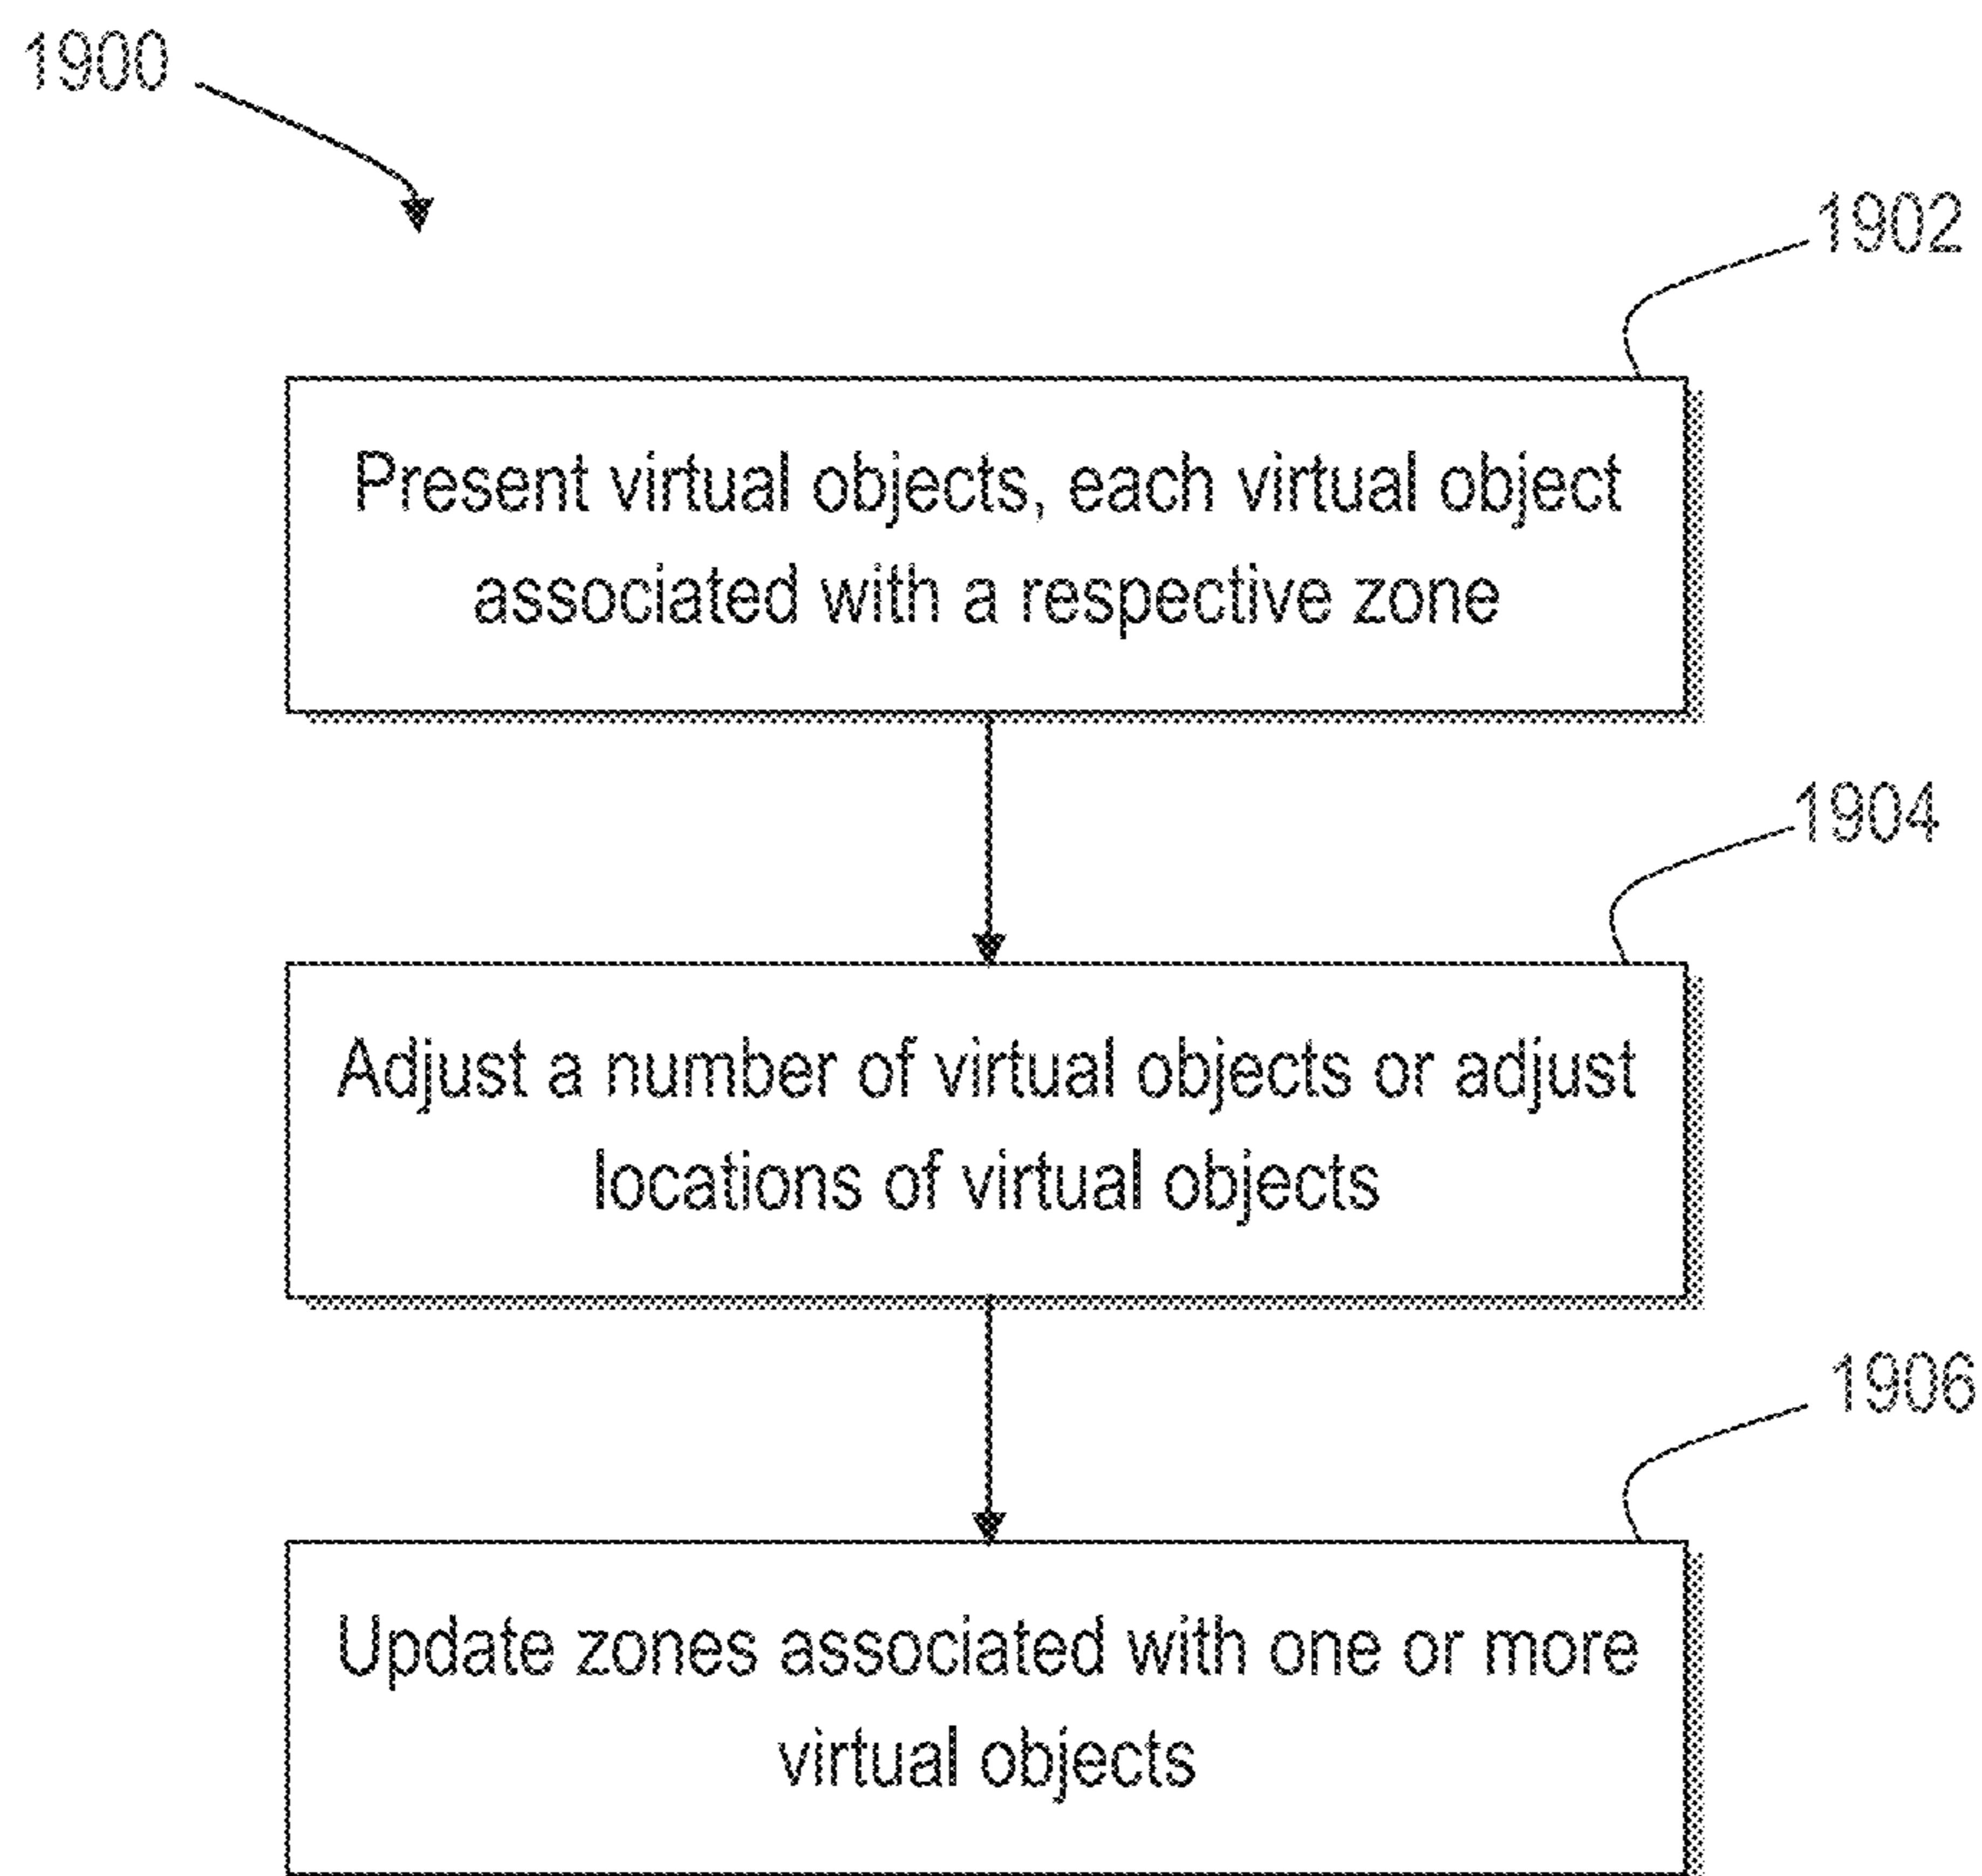 1900
1902
Present virtual objects, each virtual object
associated with a respective zone
1904
Adjust a number of virtual objects or adjust
locations of virtual objects
1906
Update zones associated with one or more
virtual objects